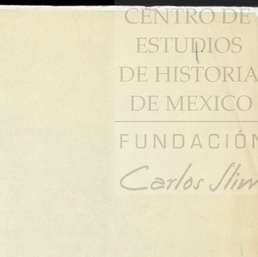 CENTRO DE
ESTUDIOS
DE HISTORIA
DE MEXICO
FUNDACIÓN
Carlos Slim